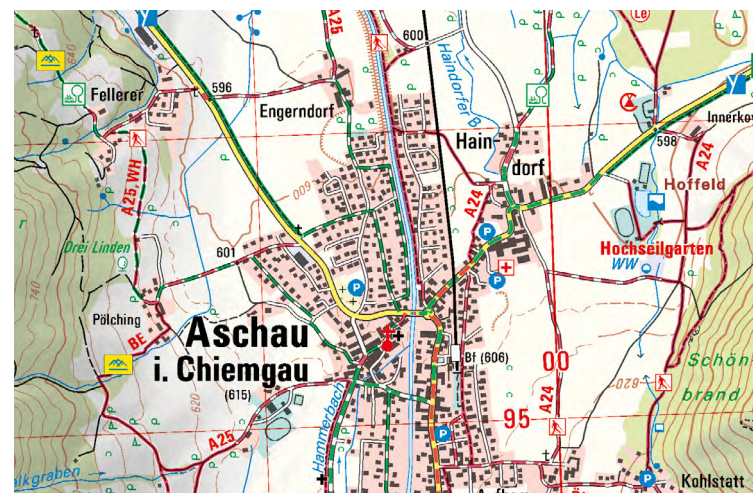 640
A25
600
Le
Haindorfer B.
Fellerer
596
Engerndorf
Hain-
dorf
Innerko
598
A24
A25, WH
600
A24
Hoffeld
r
Drei Linden
601
Hochseilgarten
WW
740
P
Pölching
BE
Aschau
i. Chiemgau
(615)
Bf (606)
00
Schön
brand
620
620
A25
Hammerbach
95
A24
P
alkgraben
P
Kohlstatt